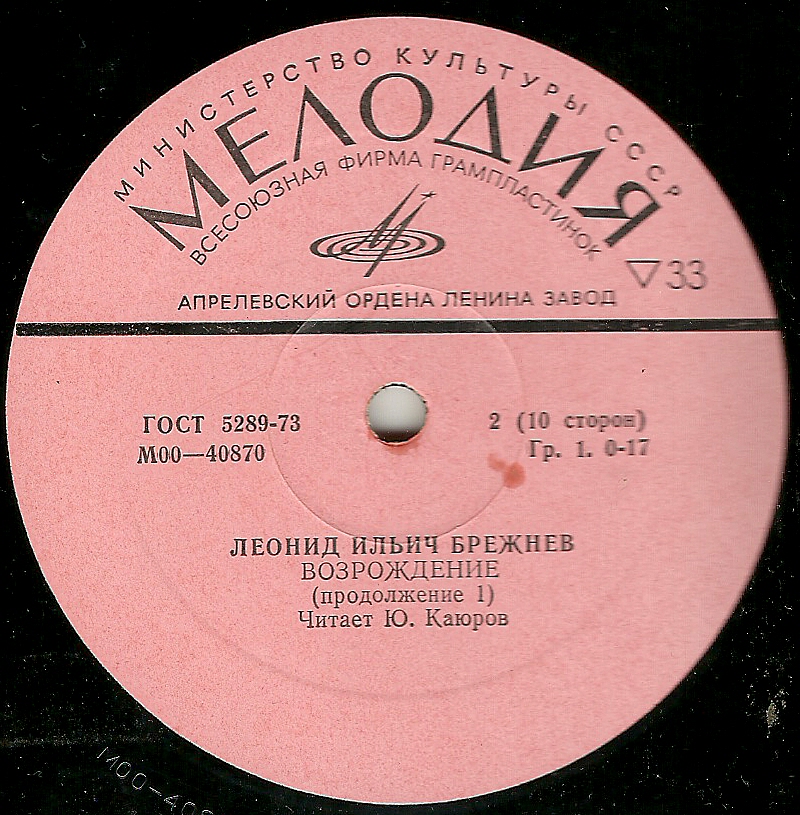 МИНИСТЕРСТВО КУЛЬТУРЫ СССР
МЕЛОДИЯ
ВСЕСОЮЗНАЯ ФИРМА ГРАМПЛАСТИНОК
▽33
АПРЕЛЕВСКИЙ ОРДЕНА ЛЕНИНА ЗАВОД
ГОСТ 5289-73
М00—40870
2 (10 сторон)
Гр. 1. 0-17
ЛЕОНИД ИЛЬИЧ БРЕЖНЕВ
ВОЗРОЖДЕНИЕ
(продолжение 1)
Читает Ю. Каюров